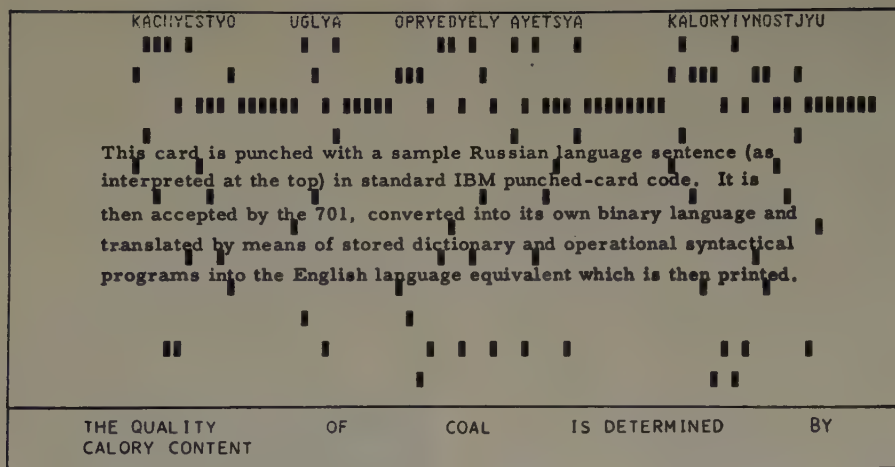 KACHYESTVO UGLYA OPRYEDYELY AYETSYA KALORYIYNOSTJYU
This card is punched with a sample Russian language sentence (as
interpreted at the top) in standard IBM punched-card code. It is
then accepted by the 701, converted into its own binary language and
translated by means of stored dictionary and operational syntactical
programs into the English language equivalent which is then printed.
THE QUALITY OF COAL IS DETERMINED BY
CALORY CONTENT